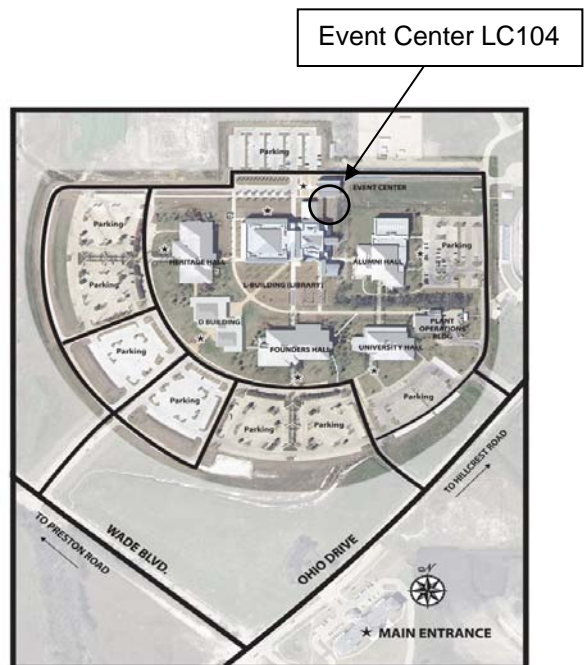 Event Center LC104
Parking
EVENT CENTER
Parking
HERITAGE HALL
L-BUILDING (LIBRARY)
ALUMNI HALL
Parking
D BUILDING
PLANT
OPERATIONS
BLDG
FOUNDERS HALL
UNIVERSITY HALL
Parking
Parking
Parking
Parking
Parking
Parking
TO HILLCREST ROAD
TO PRESTON ROAD
WADE BLVD.
OHIO DRIVE
N
★ MAIN ENTRANCE